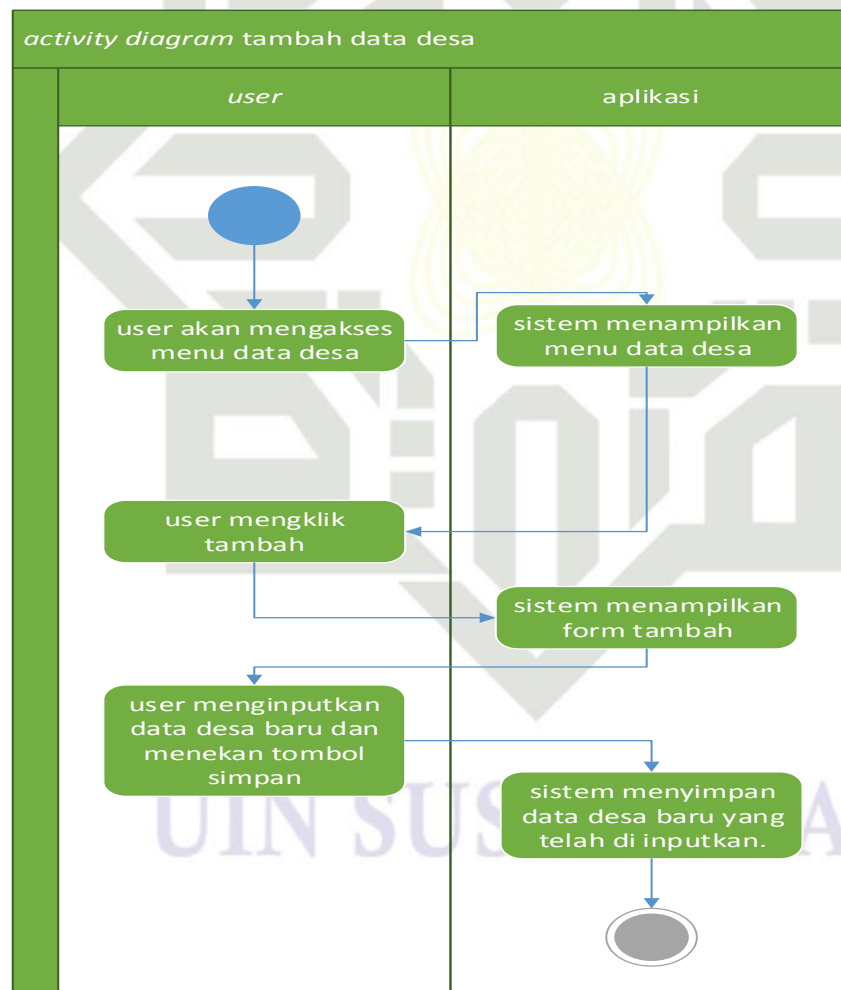 activity diagram tambah data desa
user
aplikasi
user akan mengakses
menu data desa
sistem menampilkan
menu data desa
user mengklik
tambah
sistem menampilkan
form tambah
user menginputkan
data desa baru dan
menekan tombol
simpan
sistem menyimpan
data desa baru yang
telah di inputkan.
UIN SUS